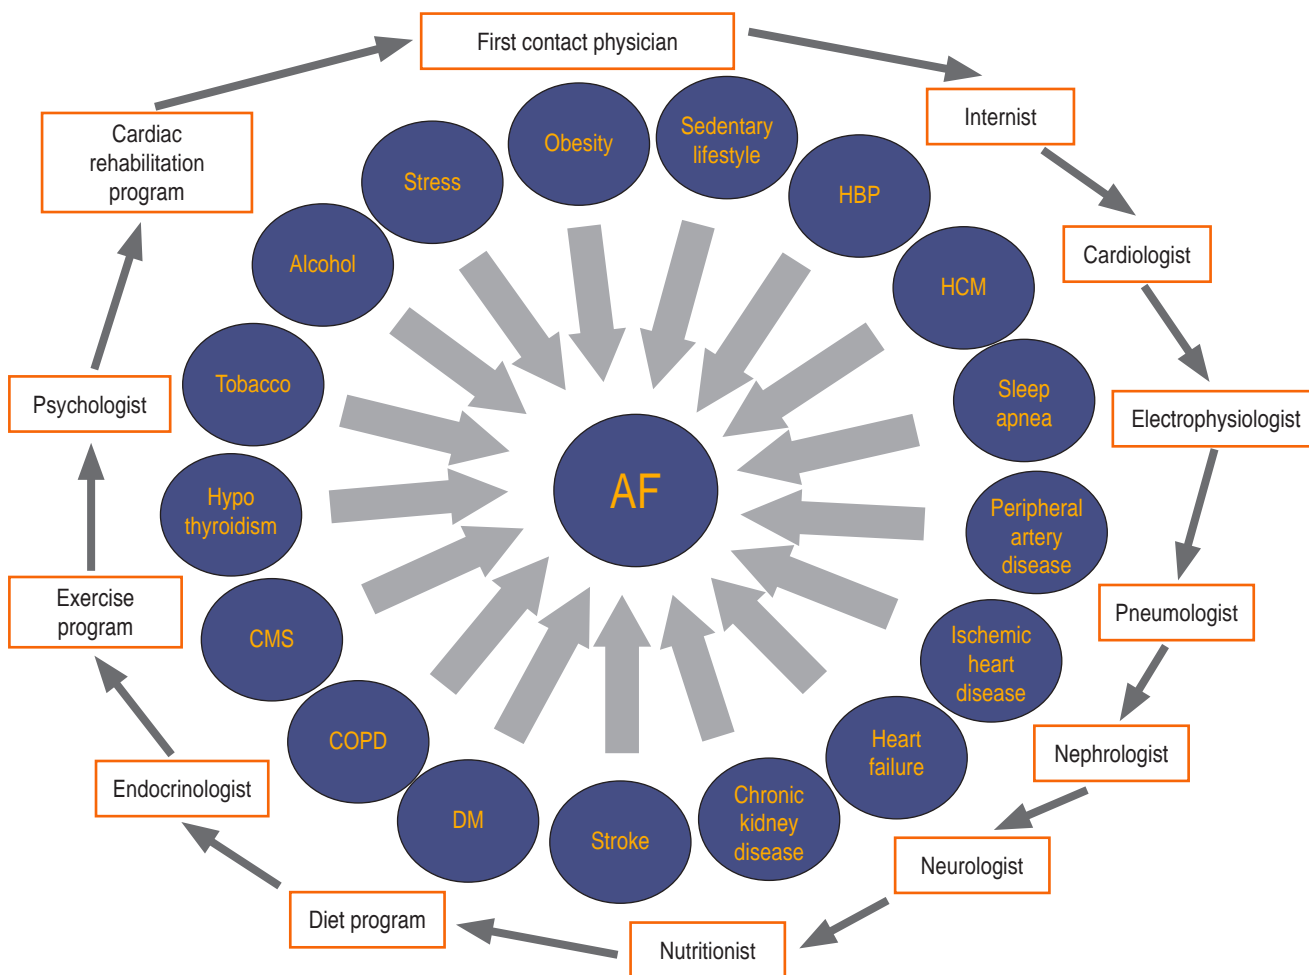 First contact physician
Internist
Cardiologist
Electrophysiologist
Pneumologist
Nephrologist
Neurologist
Nutritionist
Diet program
Endocrinologist
Exercise
program
Psychologist
Cardiac
rehabilitation
program
Obesity
Sedentary
lifestyle
HBP
HCM
Sleep
apnea
Peripheral
artery
disease
Ischemic
heart
disease
Heart
failure
Chronic
kidney
disease
Stroke
DM
COPD
CMS
Hypo
thyroidism
Tobacco
Alcohol
Stress
AF